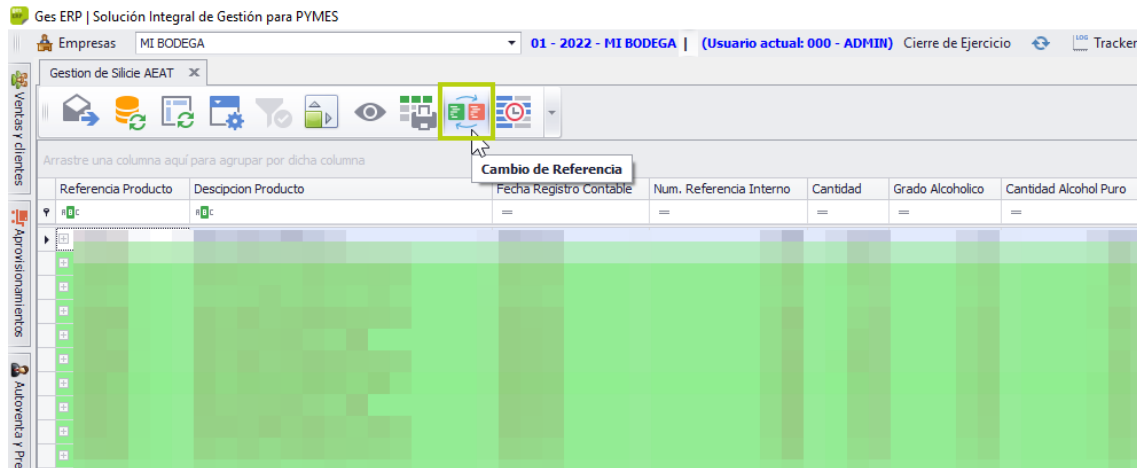 Ges ERP | Solución Integral de Gestión para PYMES
Empresas MI BODEGA 01 - 2022 - MI BODEGA | (Usuario actual: 000 - ADMIN) Cierre de Ejercicio LOG Tracker
Gestion de Silicie AEAT
Arrastre una columna aquí para agrupar por dicha columna
Cambio de Referencia
Referencia Producto Descipcion Producto Fecha Registro Contable Num. Referencia Interno Cantidad Grado Alcoholico Cantidad Alcohol Puro
Ventas y clientes
Aprovisionamientos
Autoventa y Pre